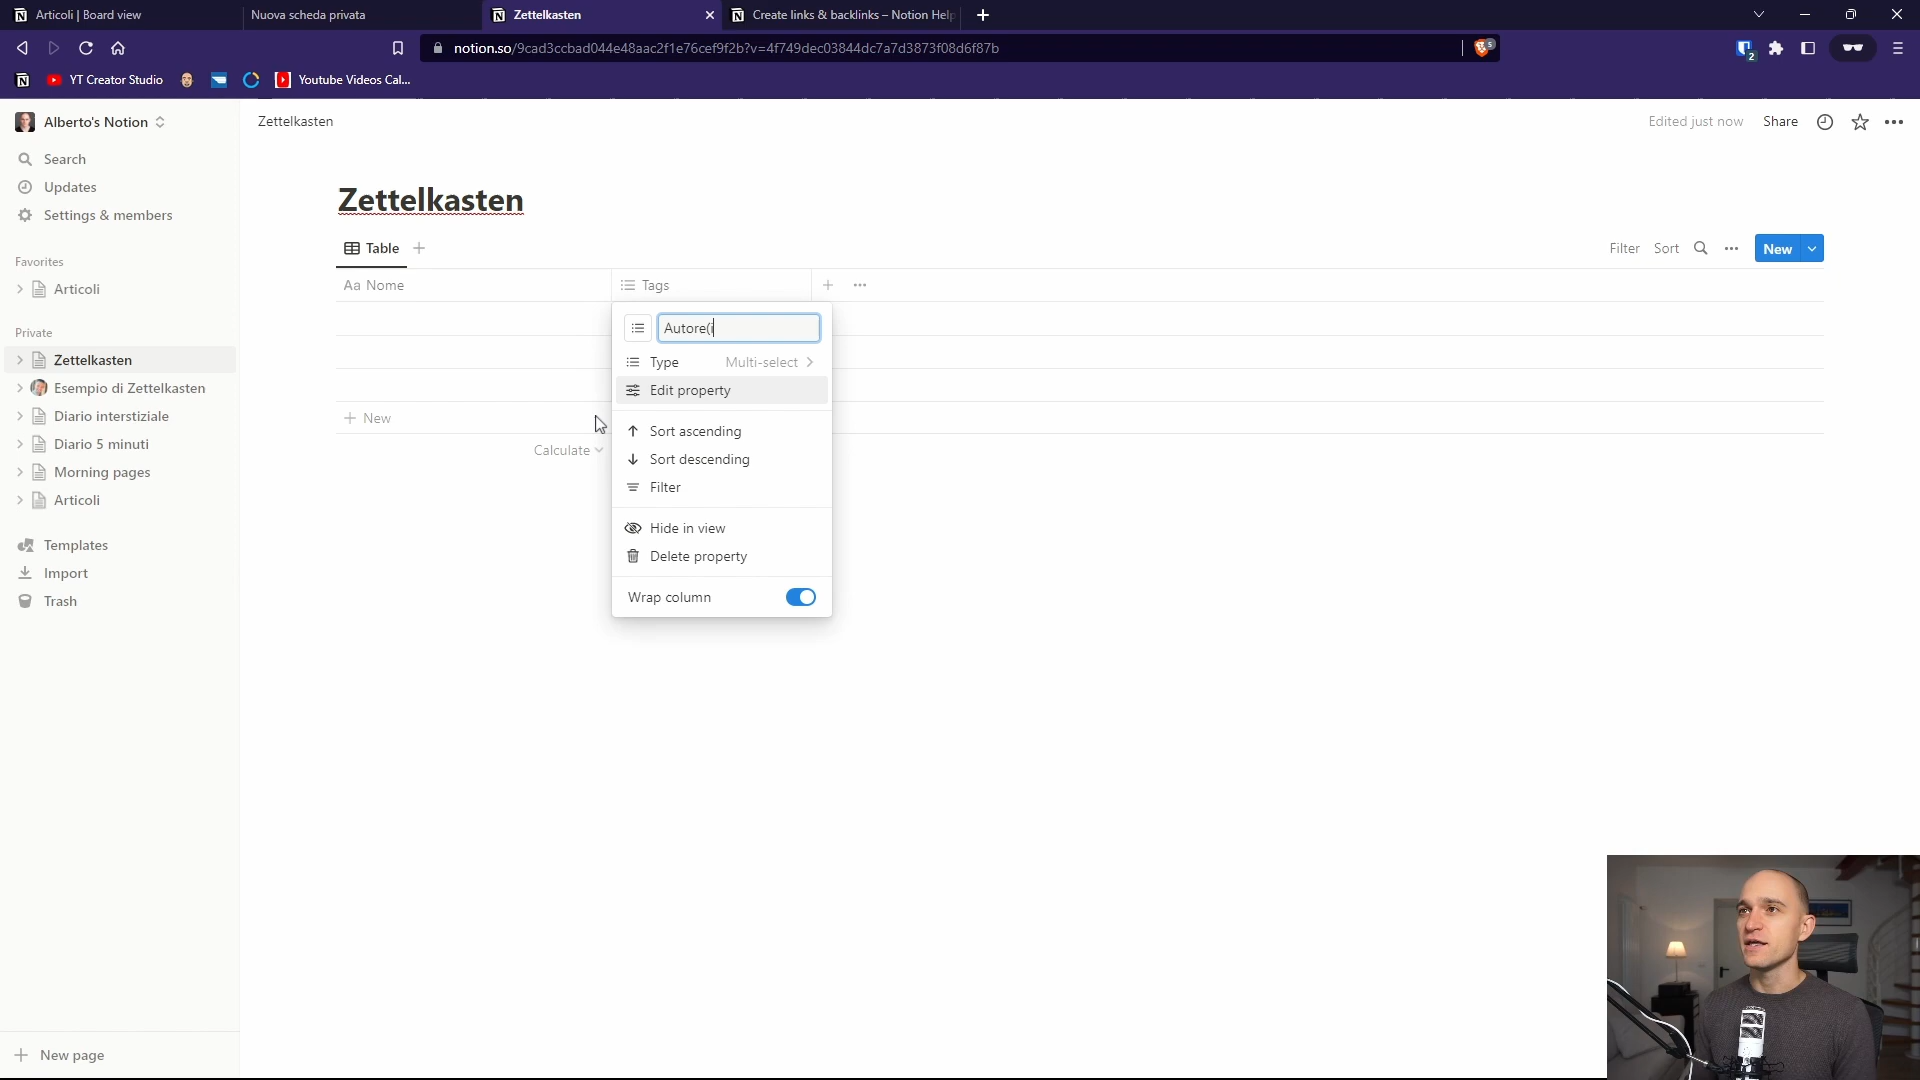 Articoli | Board view
Nuova scheda privata
Zettelkasten
Create links & backlinks – Notion Help
notion.so/9cad3ccbad044e48aac2f1e76cef9f2b?v=4f749dec03844dc7a7d3873f08d6f87b
5
2
YT Creator Studio
Youtube Videos Cal...
Alberto's Notion
Zettelkasten
Edited just now
Share
Search
Updates
Settings & members
Favorites
Articoli
Private
Zettelkasten
Esempio di Zettelkasten
Diario interstiziale
Diario 5 minuti
Morning pages
Articoli
Templates
Import
Trash
New page
Zettelkasten
Table
Filter
Sort
New
Aa Nome
Tags
New
Calculate
Autore(i
Type
Multi-select
Edit property
Sort ascending
Sort descending
Filter
Hide in view
Delete property
Wrap column